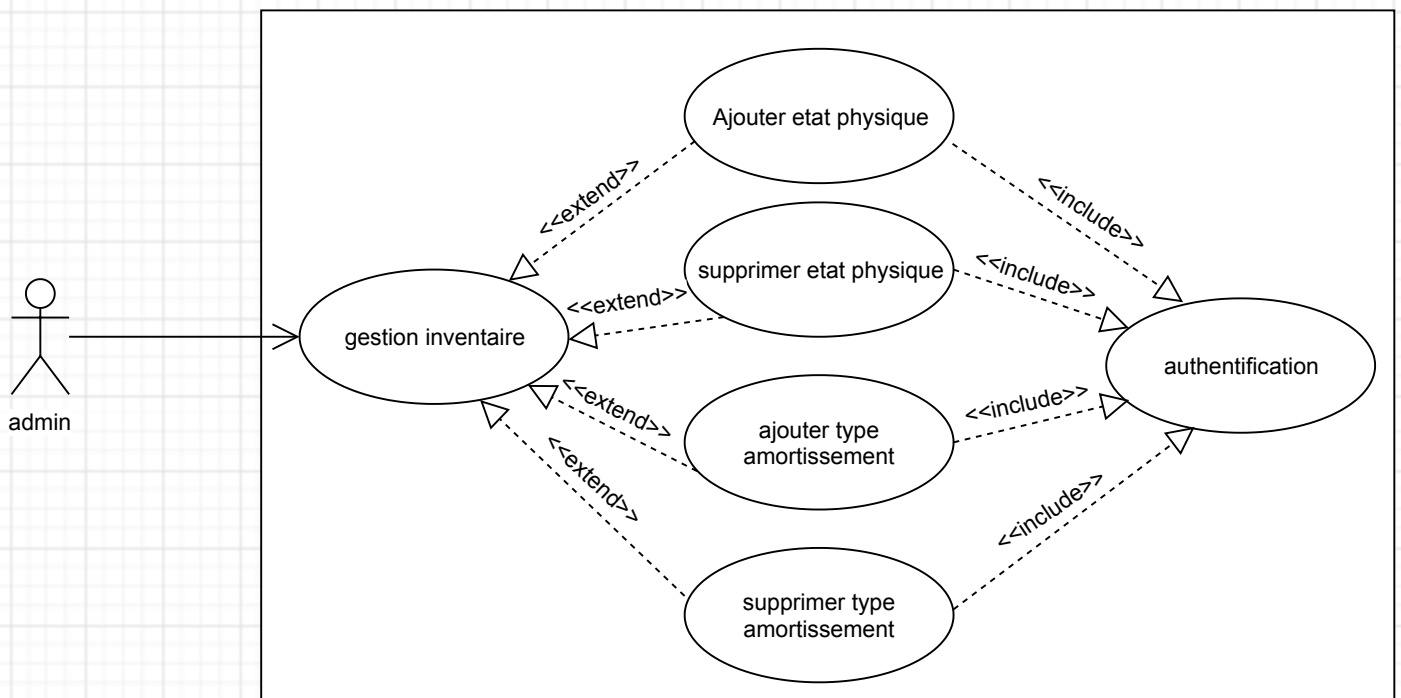 Ajouter etat physique
<<extend>>
<<include>>
supprimer etat physique
<<extend>>
<<include>>
gestion inventaire
authentification
admin
<<extend>>
<<include>>
ajouter type
amortissement
<<extend>>
<<include>>
supprimer type
amortissement